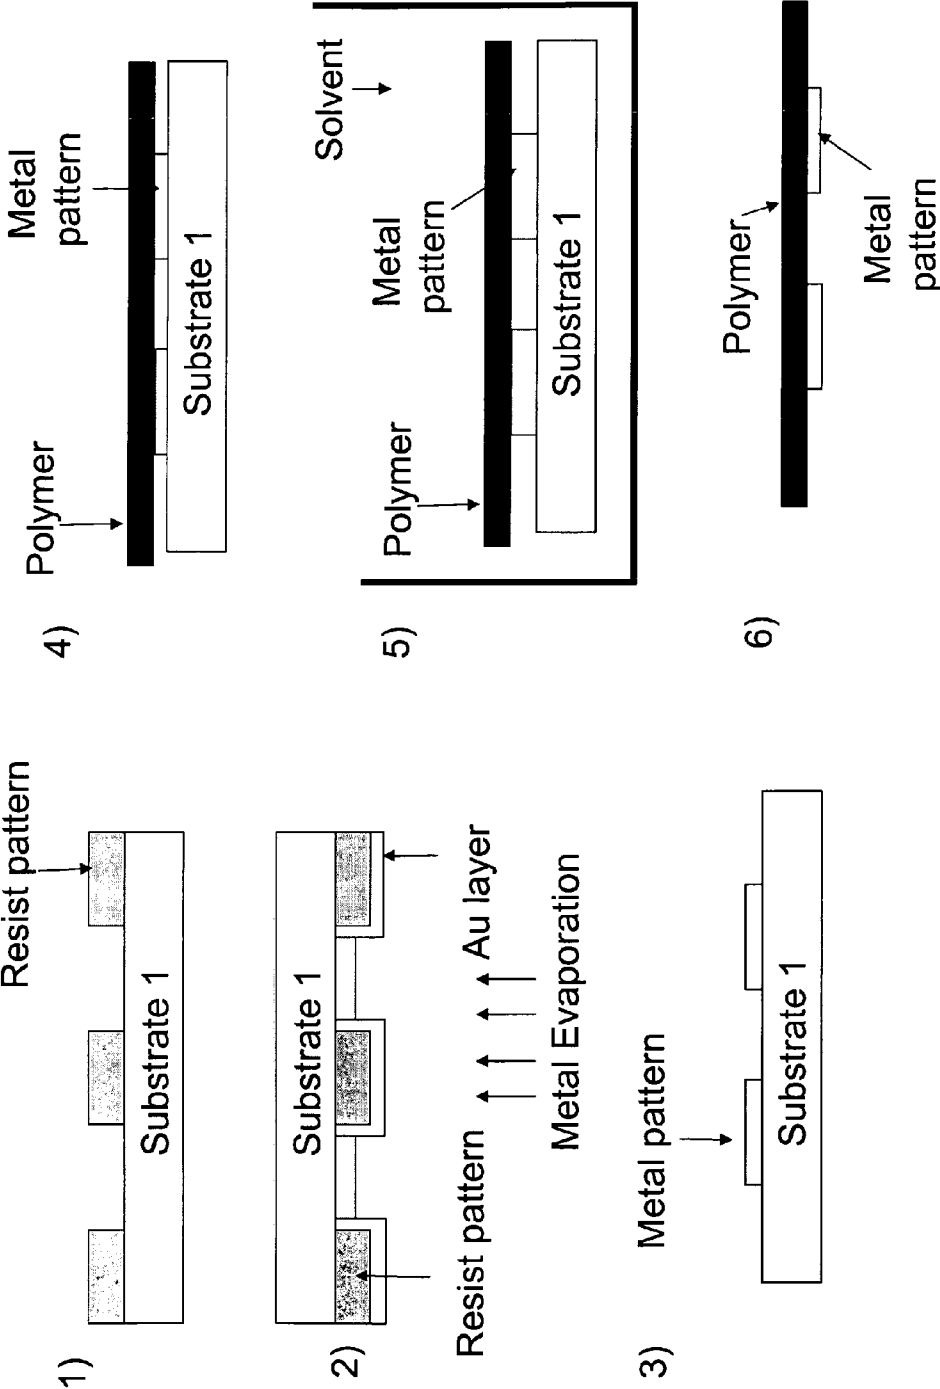 1)
Resist pattern
Substrate 1
2)
Substrate 1
Resist pattern
Au layer
Metal Evaporation
3)
Metal pattern
Substrate 1
4)
Polymer
Metal
pattern
Substrate 1
5)
Solvent
Polymer
Metal
pattern
Substrate 1
6)
Polymer
Metal
pattern